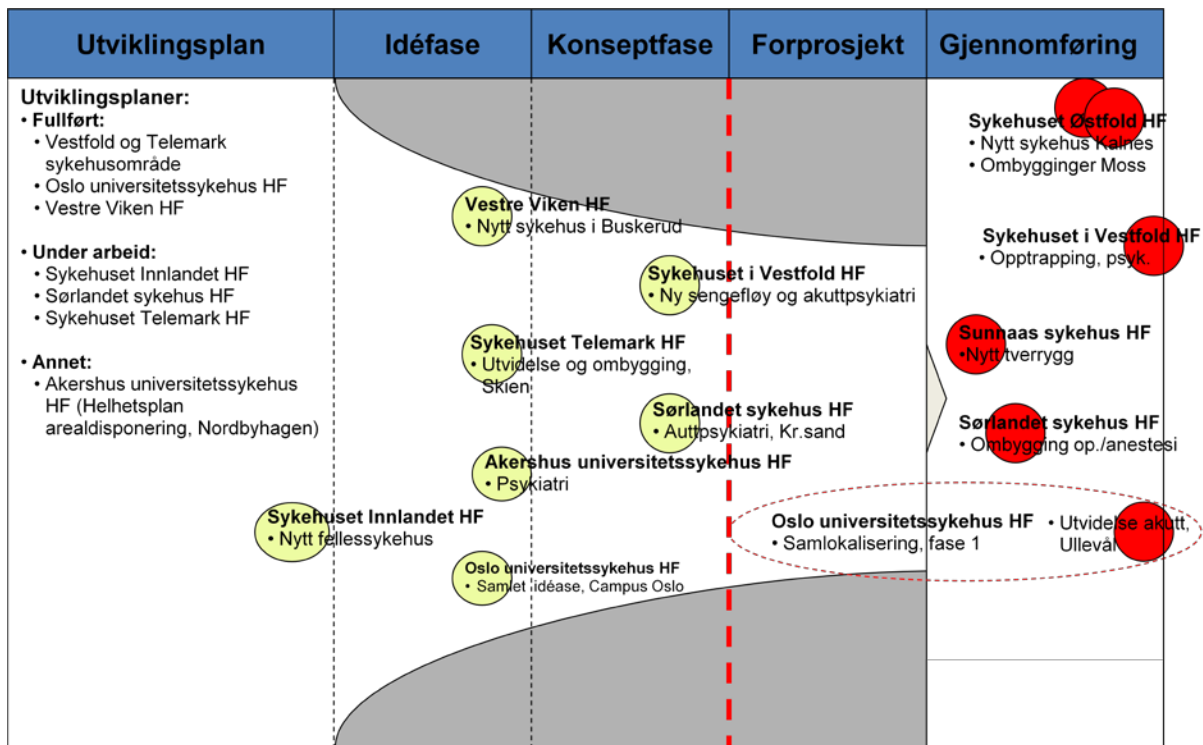 Utviklingsplan
Idéfase
Konseptfase
Forprosjekt
Gjennomføring
Utviklingsplaner:
• Fullført:
• Vestfold og Telemark
sykehusområde
• Oslo universitetssykehus HF
• Vestre Viken HF
• Under arbeid:
• Sykehuset Innlandet HF
• Sørlandet sykehus HF
• Sykehuset Telemark HF
• Annet:
• Akershus universitetssykehus
HF (Helhetsplan
arealdisponering, Nordbyhagen)
Vestre Viken HF
• Nytt sykehus i Buskerud
Sykehuset i Vestfold HF
• Ny sengefløy og akuttpsykiatri
Sykehuset Telemark HF
• Utvidelse og ombygging,
Skien
Sørlandet sykehus HF
• Auttpsykiatri, Kr.sand
Akershus universitetssykehus HF
• Psykiatri
Sykehuset Innlandet HF
• Nytt fellessykehus
Oslo universitetssykehus HF
• Samlet idéase, Campus Oslo
Sykehuset Østfold HF
• Nytt sykehus Kalnes
• Ombygginger Moss
Sykehuset i Vestfold HF
• Opptrapping, psyk.
Sunnaas sykehus HF
•Nytt tverrygg
Sørlandet sykehus HF
• Ombygging op./anestesi
Oslo universitetssykehus HF
• Samlokalisering, fase 1
• Utvidelse akutt,
Ullevål